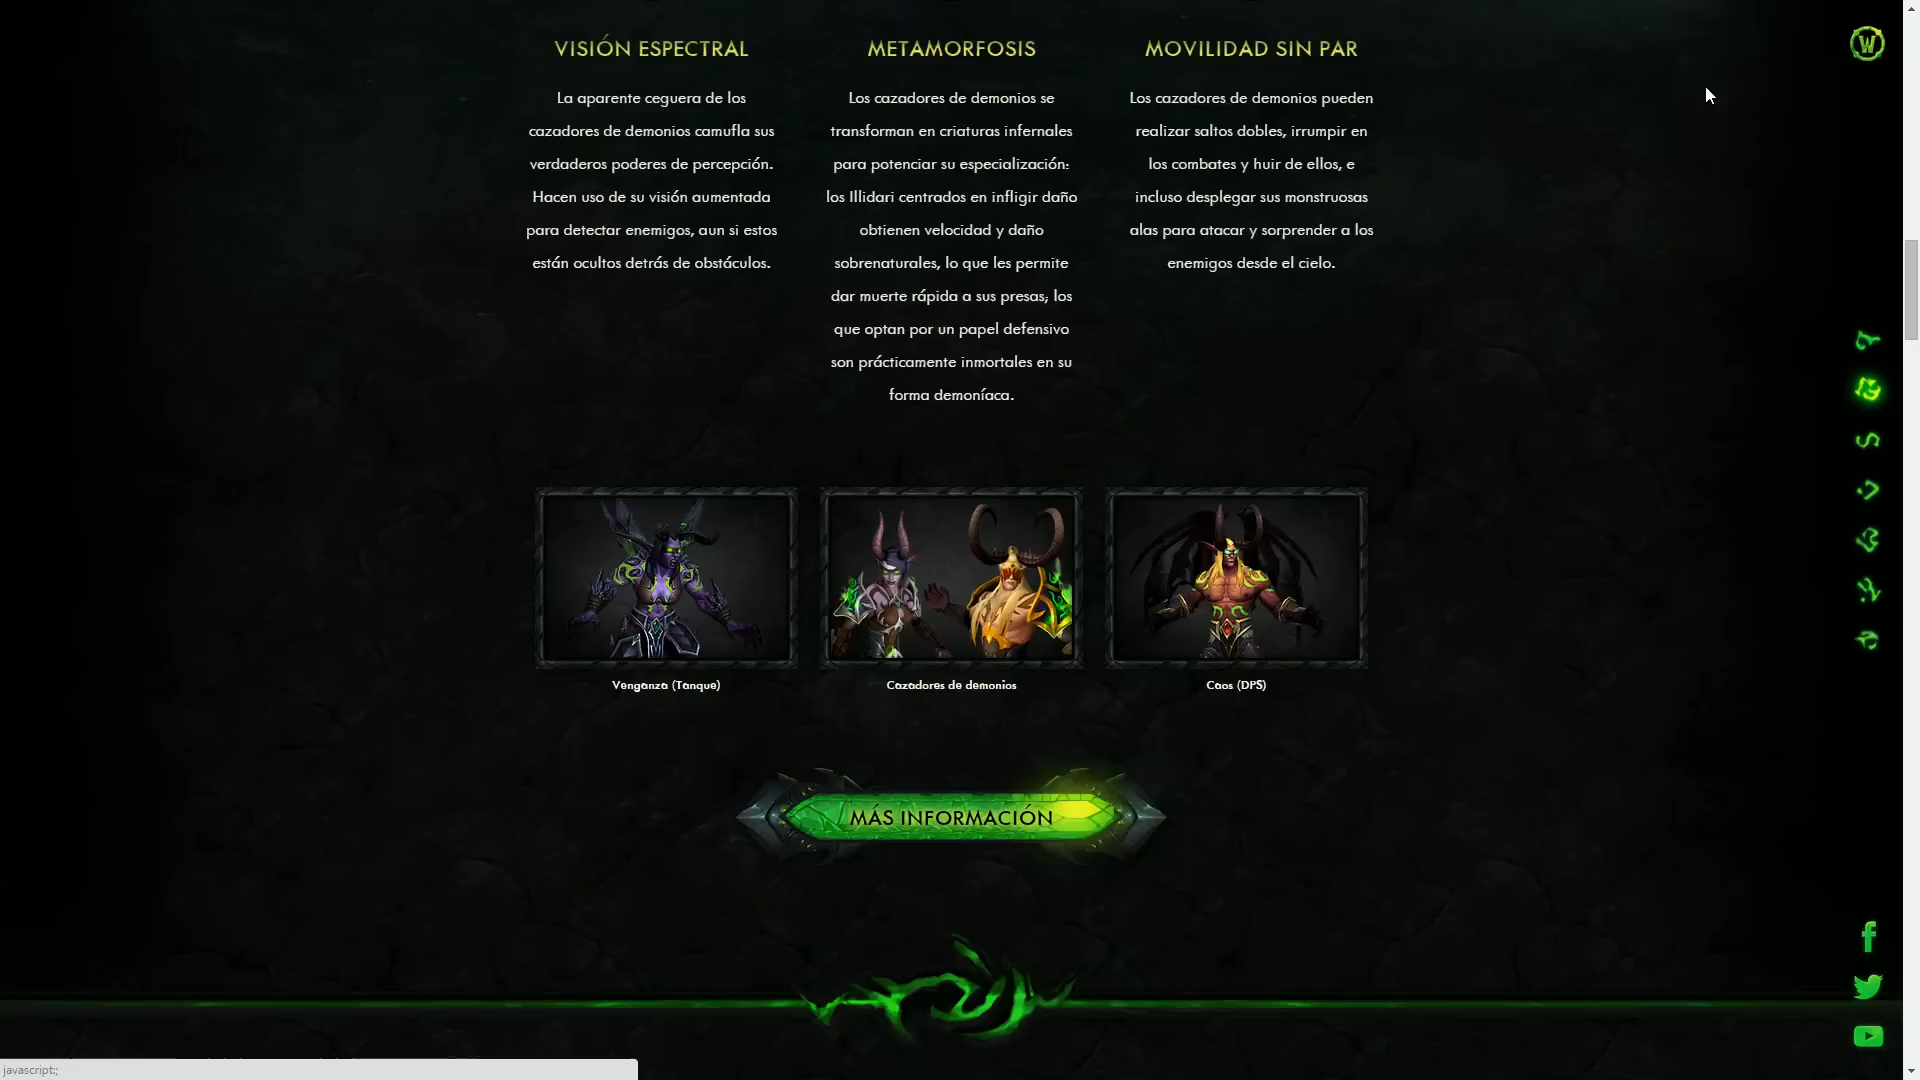 VISIÓN ESPECTRAL
La aparente ceguera de los
cazadores de demonios camufla sus
verdaderos poderes de percepción.
Hacen uso de su visión aumentada
para detectar enemigos, aun si estos
están ocultos detrás de obstáculos.
METAMORFOSIS
Los cazadores de demonios se
transforman en criaturas infernales
para potenciar su especialización:
los Illidari centrados en infligir daño
obtienen velocidad y daño
sobrenaturales, lo que les permite
dar muerte rápida a sus presas; los
que optan por un papel defensivo
son prácticamente inmortales en su
forma demoníaca.
MOVILIDAD SIN PAR
Los cazadores de demonios pueden
realizar saltos dobles, irrumpir en
los combates y huir de ellos, e
incluso desplegar sus monstruosas
alas para atacar y sorprender a los
enemigos desde el cielo.
W
Venganza (Tanque)
Cazadores de demonios
Caos (DPS)
MÁS INFORMACIÓN
javascript:;